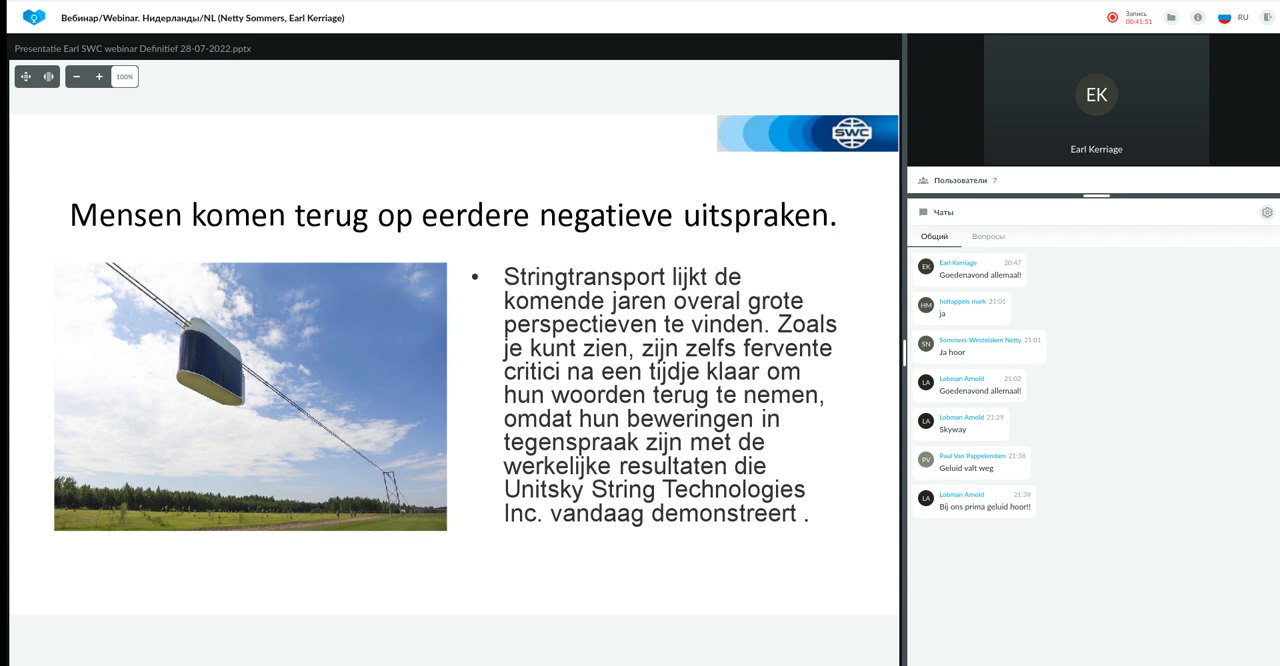 Вебинар/Webinar. Нидерланды/NL (Netty Sommers, Earl Kerriage)
Запись
00:41:51
RU
Presentatie Earl SWC webinar Definitief 28-07-2022.pptx
100%
SWC
Mensen komen terug op eerdere negatieve uitspraken.
• Stringtransport lijkt de
komende jaren overal grote
perspectieven te vinden. Zoals
je kunt zien, zijn zelfs fervente
critici na een tijdje klaar om
hun woorden terug te nemen,
omdat hun beweringen in
tegenspraak zijn met de
werkelijke resultaten die
Unitsky String Technologies
Inc. vandaag demonstreert .
EK
Earl Kerriage
Пользователи 7
Чаты
Общий Вопросы
EK Earl Kerriage 20:47
Goedenavond allemaal!
HM holtappels mark 21:01
ja
SN Sommers-Westelaken Netty 21:01
Ja hoor
LA Lobman Arnold 21:02
Goedenavond allemaal!
LA Lobman Arnold 21:29
Skyway
PV Paul Van Pappelendam 21:38
Geluid valt weg
LA Lobman Arnold 21:39
Bij ons prima geluid hoor!!